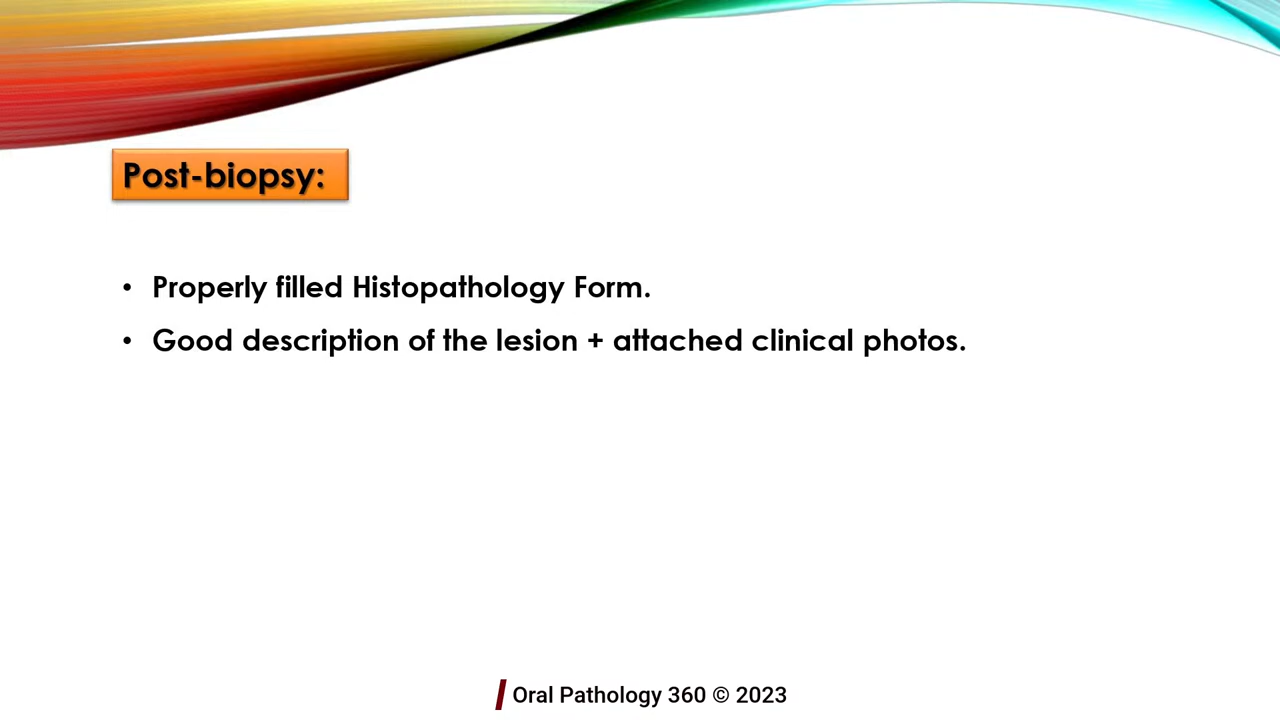 Post-biopsy:
• Properly filled Histopathology Form.
• Good description of the lesion + attached clinical photos.
Oral Pathology 360 © 2023